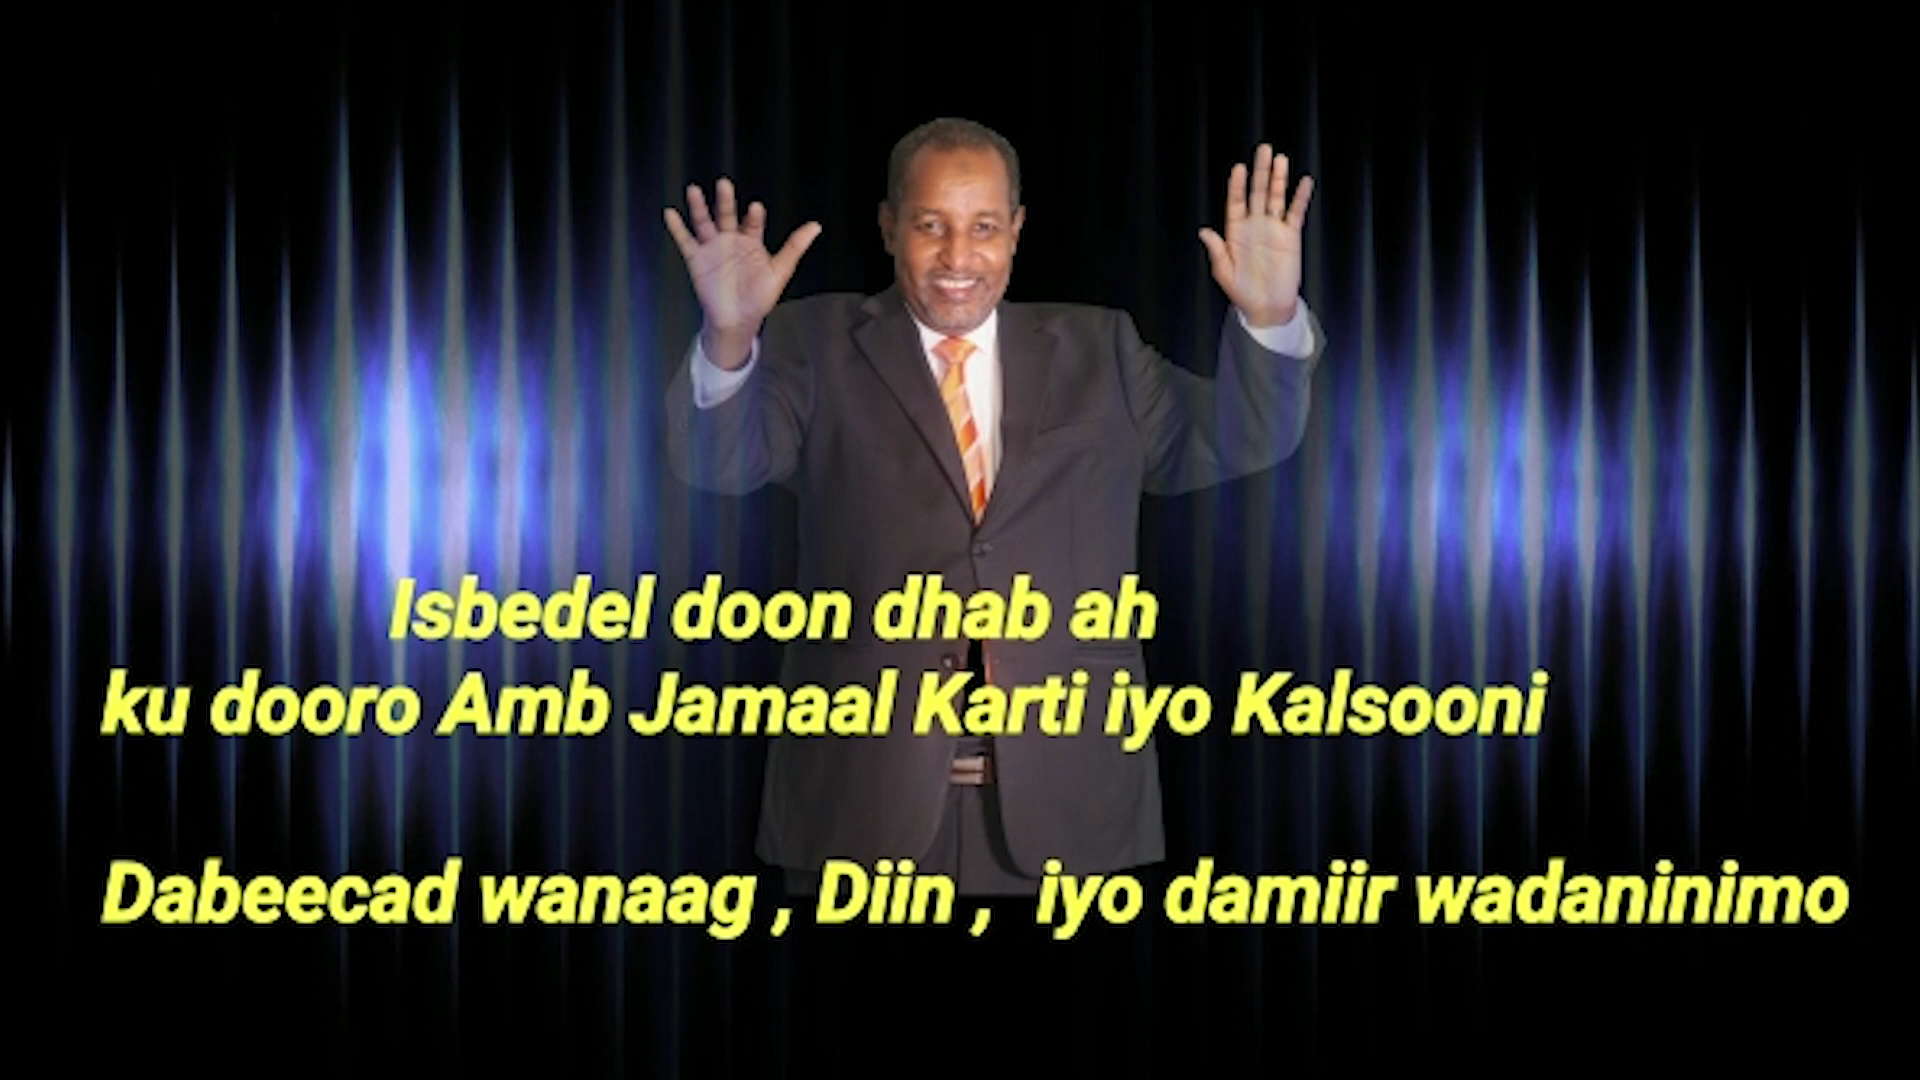 Isbedel doon dhab ah
ku dooro Amb Jamaal Karti iyo Kalsooni
Dabeecad wanaag , Diin , iyo damiir wadaninimo